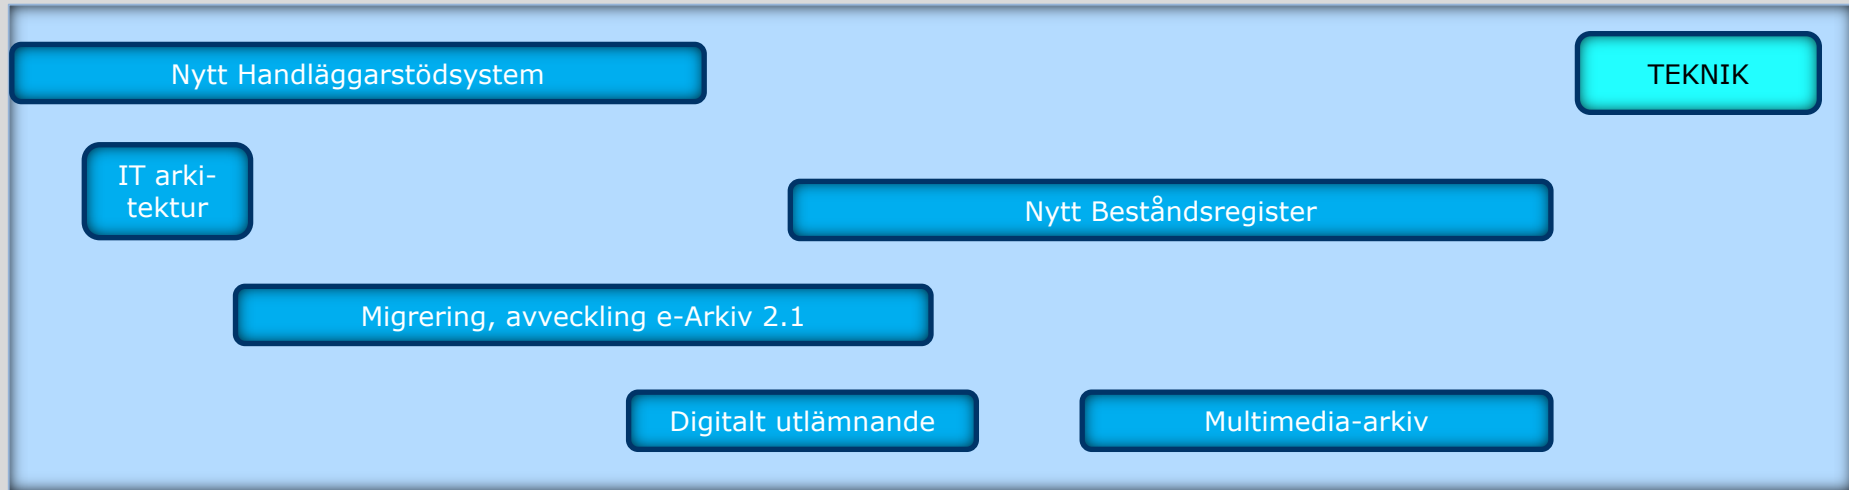 Nytt Handläggarstödsystem
TEKNIK
IT arki-
tektur
Nytt Beståndsregister
Migrering, avveckling e-Arkiv 2.1
Digitalt utlämnande
Multimedia-arkiv